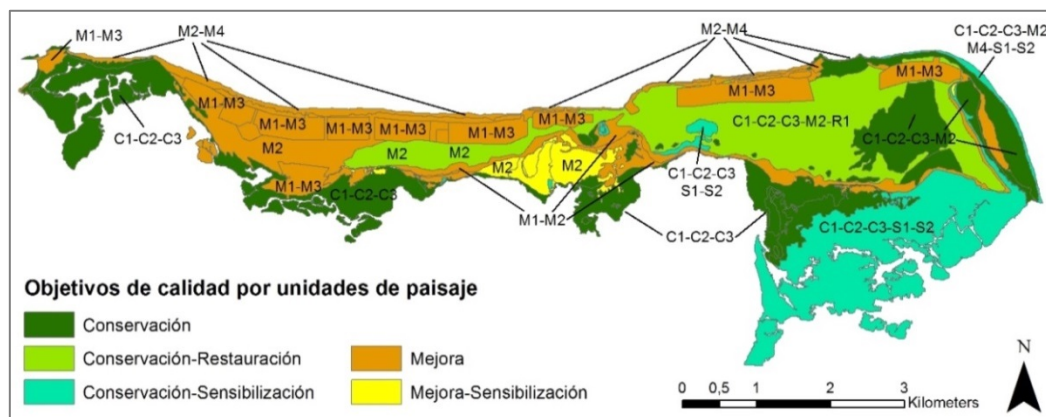 C1-C2-C3-M2
M4-S1-S2
M1-M3
M2-M4
M2-M4
M1-M3
M1-M3
M1-M3
M1-M3
M1-M3
M1-M3
M1-M3
M1-M3
M1-M3
C1-C2-C3
C1-C2-C3-M2-R1
C1-C2-C3-M2
M2
M2
M2
M2
M2
M1-M3
C1-C2-C3
C1-C2-C3
S1-S2
M1-M2
C1-C2-C3
C1-C2-C3-S1-S2
Objetivos de calidad por unidades de paisaje
Conservación
Conservación-Restauración
Mejora
Conservación-Sensibilización
Mejora-Sensibilización
N
0 0,5 1 2 3
Kilometers